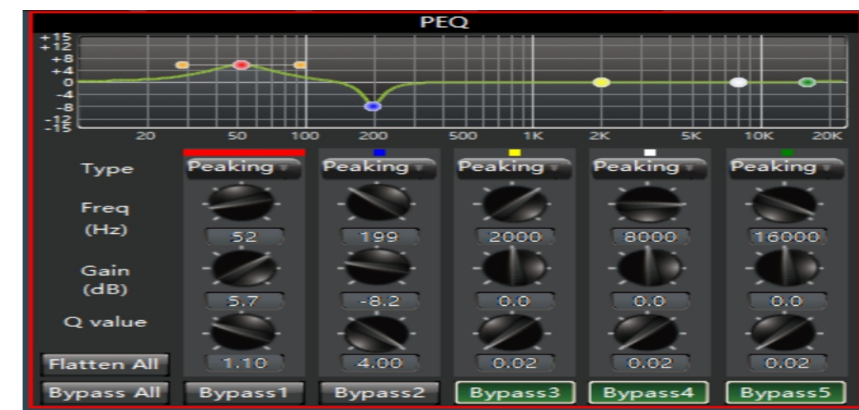 PEQ
+15
+12
+8
+4
0
-4
-8
-12
-15
20 50 100 200 500 1K 2K 5K 10K 20K
Type Peaking Peaking Peaking Peaking Peaking
Freq
(Hz)
52 199 2000 8000 16000
Gain
(dB)
5.7 -8.2 0.0 0.0 0.0
Q value
Flatten All 1.10 4.00 0.02 0.02 0.02
Bypass All Bypass1 Bypass2 Bypass3 Bypass4 Bypass5